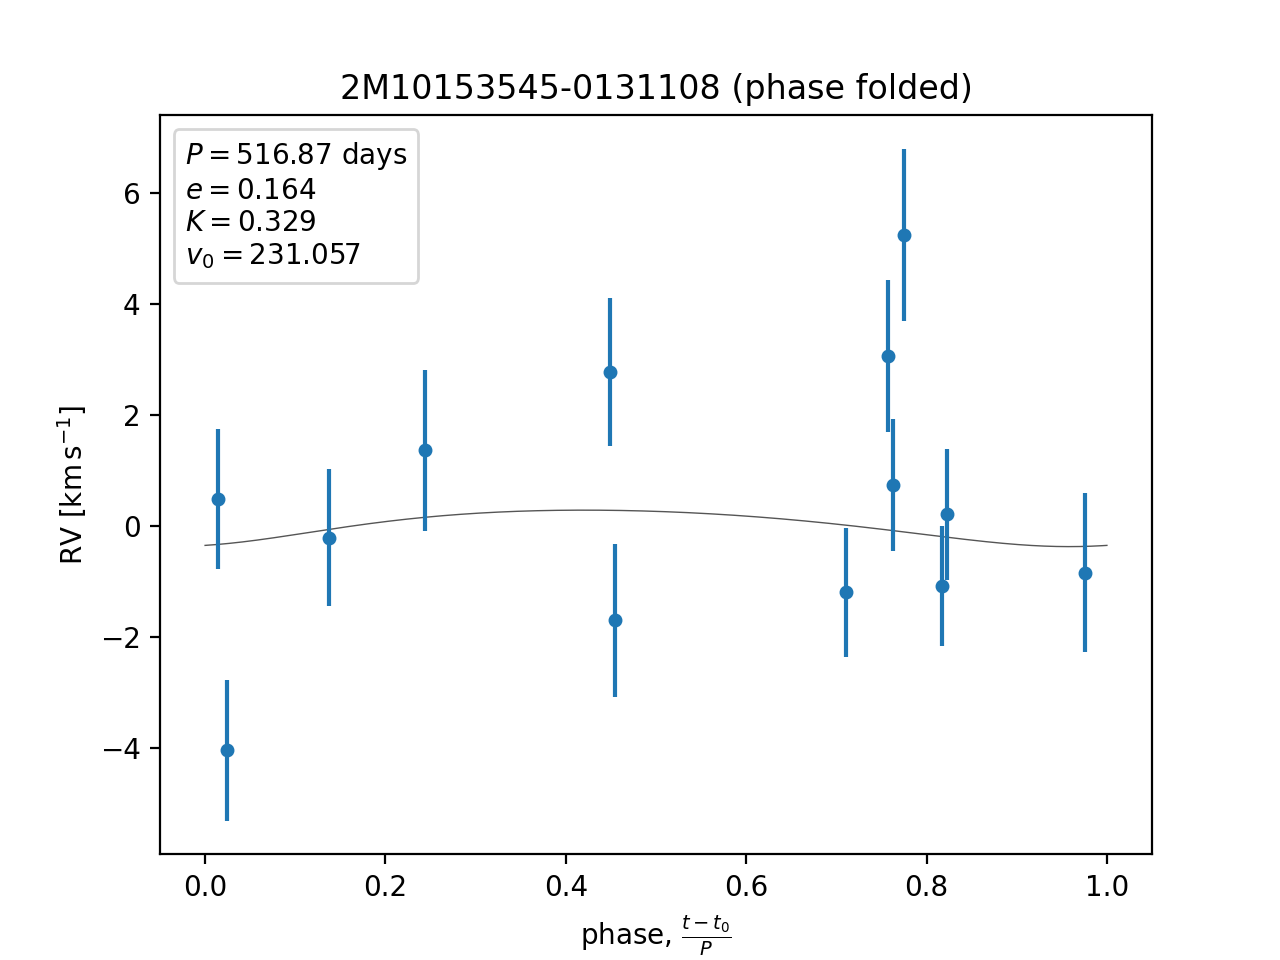 2M10153545-0131108 (phase folded)
P = 516.87 days
e = 0.164
K = 0.329
v₀ = 231.057
6
4
2
0
−2
−4
RV [km s⁻¹]
0.0 0.2 0.4 0.6 0.8 1.0
phase, (t − t₀)/P